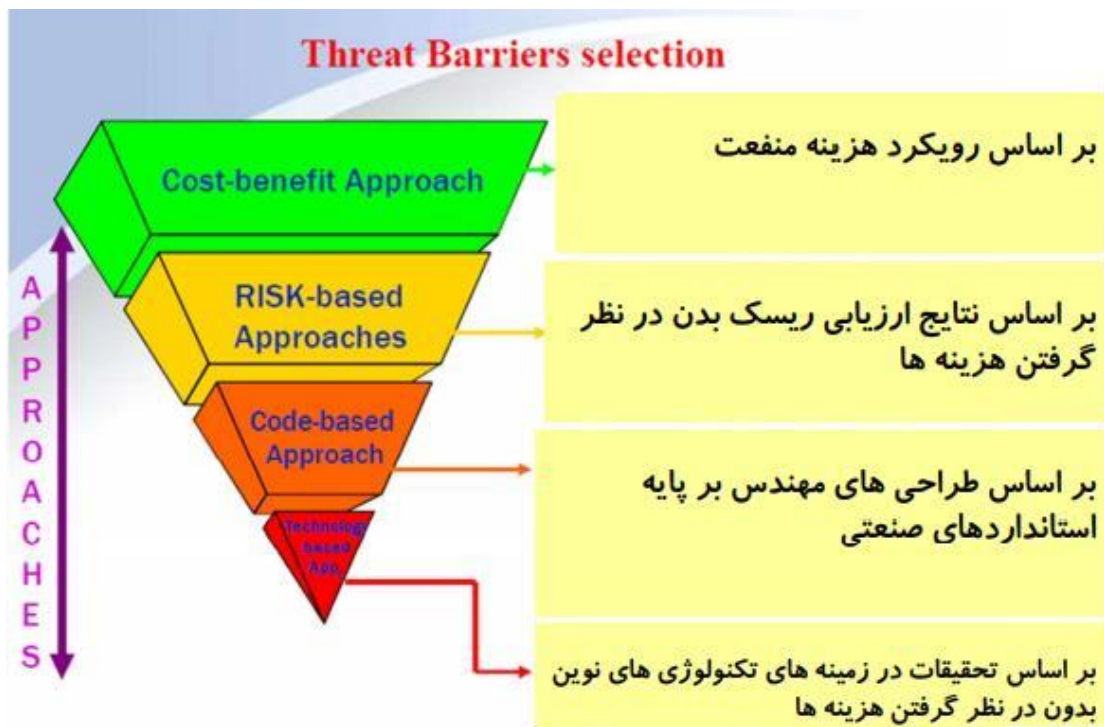 Threat Barriers selection
Cost-benefit Approach
بر اساس رویکرد هزینه منفعت
RISK-based
Approaches
بر اساس نتایج ارزیابی ریسک بدن در نظر
گرفتن هزینه ها
Code-based
Approach
بر اساس طراحی های مهندس بر پایه
استانداردهای صنعتی
Technology
based
App.
بر اساس تحقیقات در زمینه های تکنولوژی های نوین
بدون در نظر گرفتن هزینه ها
APPROACHES